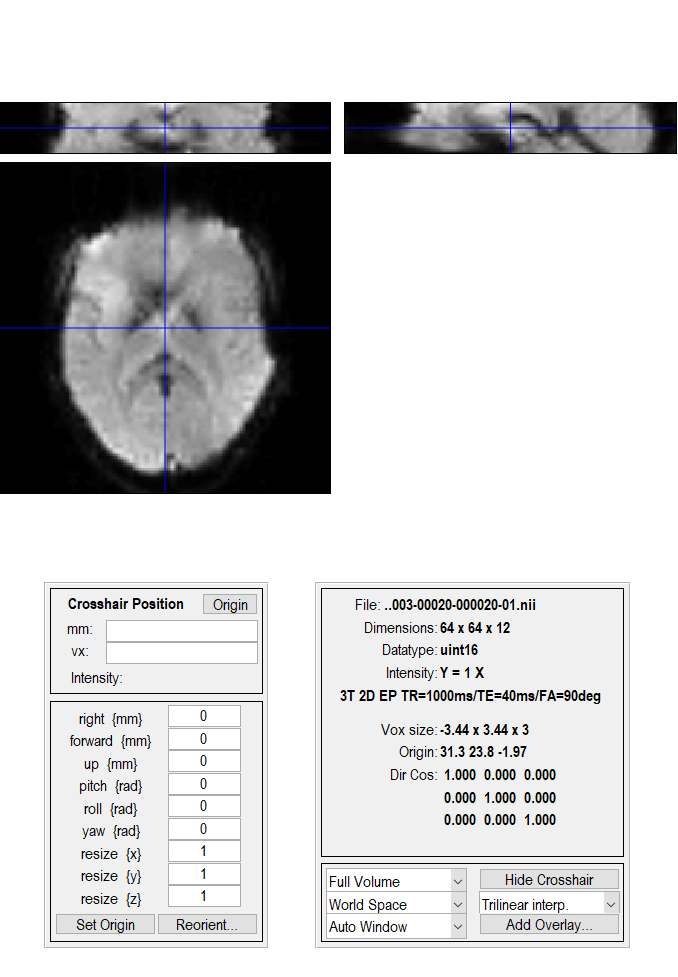 Crosshair Position
Origin
mm:
vx:
Intensity:
right {mm} 0
forward {mm} 0
up {mm} 0
pitch {rad} 0
roll {rad} 0
yaw {rad} 0
resize {x} 1
resize {y} 1
resize {z} 1
Set Origin
Reorient...
File: ..003-00020-000020-01.nii
Dimensions: 64 x 64 x 12
Datatype: uint16
Intensity: Y = 1 X
3T 2D EP TR=1000ms/TE=40ms/FA=90deg
Vox size: -3.44 x 3.44 x 3
Origin: 31.3 23.8 -1.97
Dir Cos: 1.000 0.000 0.000
0.000 1.000 0.000
0.000 0.000 1.000
Full Volume
Hide Crosshair
World Space
Trilinear interp.
Auto Window
Add Overlay...